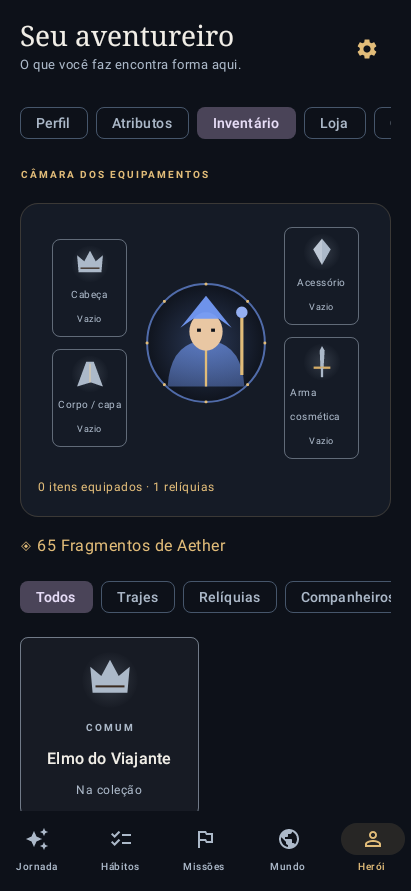 Seu aventureiro
O que você faz encontra forma aqui.
Perfil
Atributos
Inventário
Loja
CÂMARA DOS EQUIPAMENTOS
Cabeça
Vazio
Corpo / capa
Vazio
Acessório
Vazio
Arma
cosmética
Vazio
0 itens equipados · 1 relíquias
65 Fragmentos de Aether
Todos
Trajes
Relíquias
Companheiros
COMUM
Elmo do Viajante
Na coleção
Jornada
Hábitos
Missões
Mundo
Herói